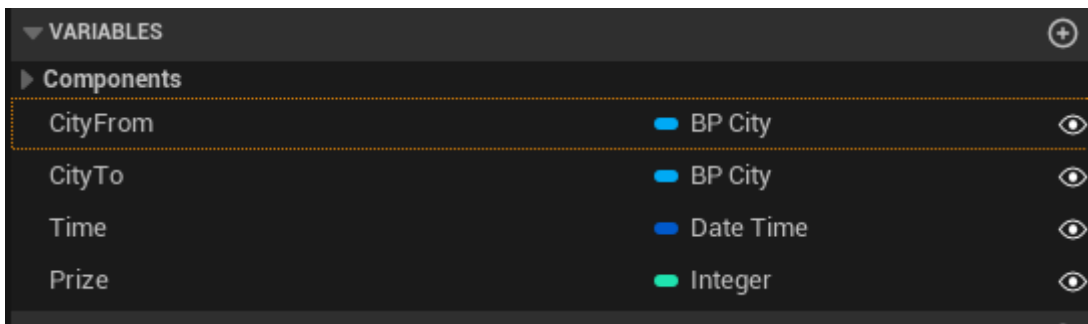 VARIABLES
Components
CityFrom BP City
CityTo BP City
Time Date Time
Prize Integer